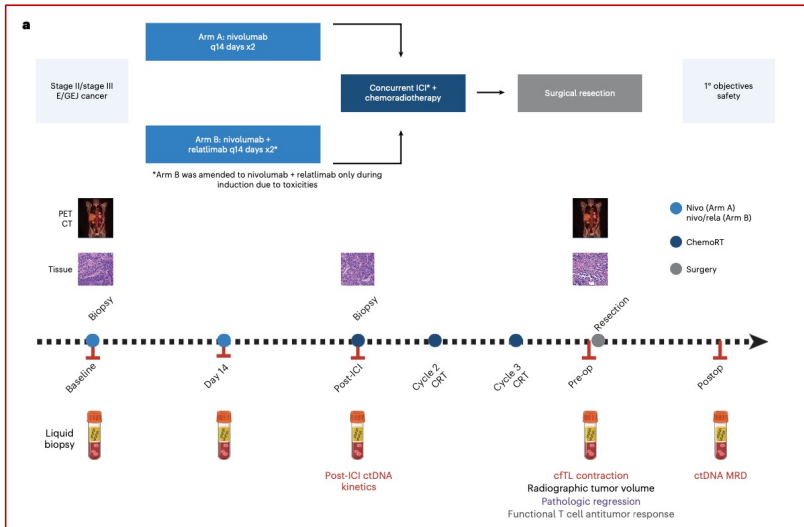 a
Arm A: nivolumab
q14 days x2
Stage II/stage III
E/GEJ cancer
Concurrent ICI* +
chemoradiotherapy
Surgical resection
1° objectives
safety
Arm B: nivolumab +
relatlimab q14 days x2*
*Arm B was amended to nivolumab + relatlimab only during
induction due to toxicities
PET
CT
Nivo (Arm A)
nivo/rela (Arm B)
ChemoRT
Surgery
Tissue
Biopsy
Biopsy
Resection
Baseline
Day 14
Post-ICI
Cycle 2
CRT
Cycle 3
CRT
Pre-op
Postop
Liquid
biopsy
Post-ICI ctDNA
kinetics
cfTL contraction
Radiographic tumor volume
Pathologic regression
Functional T cell antitumor response
ctDNA MRD